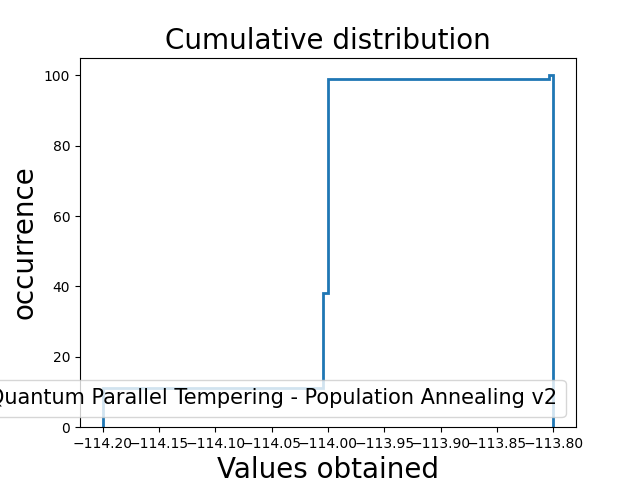 Cumulative distribution
occurrence
100
80
60
40
20
0
Quantum Parallel Tempering - Population Annealing v2
−114.20 −114.15 −114.10 −114.05 −114.00 −113.95 −113.90 −113.85 −113.80
Values obtained